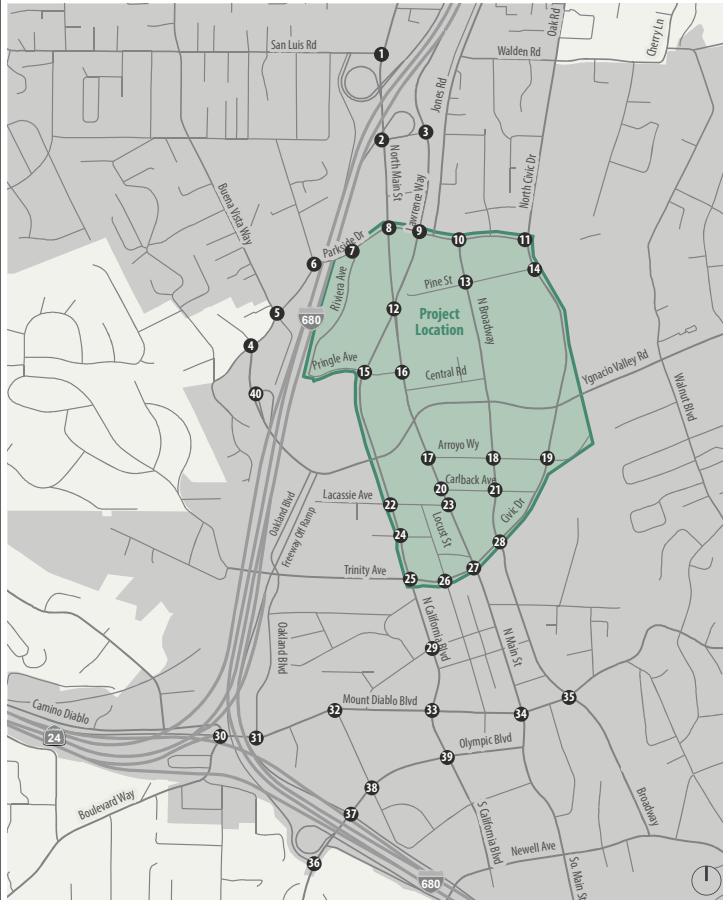 Oak Rd
Cherry Ln
San Luis Rd
1
Walden Rd
Jones Rd
2
3
North Main St
North Civic Dr
Buena Vista Way
awrence Way
8
9
10
11
Parkside Dr
7
6
14
Riviera Ave
Pine St
13
12
5
680
Project
Location
N Broadway
4
Pringle Ave
15
16
Central Rd
Ygnacio Valley Rd
Walnut Blvd
40
Arroyo Wy
17
18
19
Carlback Ave
20
21
Lacassie Ave
22
23
Oakland Blvd
Freeway Off Ramp
Locust St
Civic Dr
24
28
Trinity Ave
25
26
27
N California Blvd
Oakland Blvd
N Main St
29
35
Mount Diablo Blvd
32
33
34
Camino Diablo
24
30
31
Olympic Blvd
39
38
Boulevard Way
37
S California Blvd
Broadway
Newell Ave
36
680
So. Main St